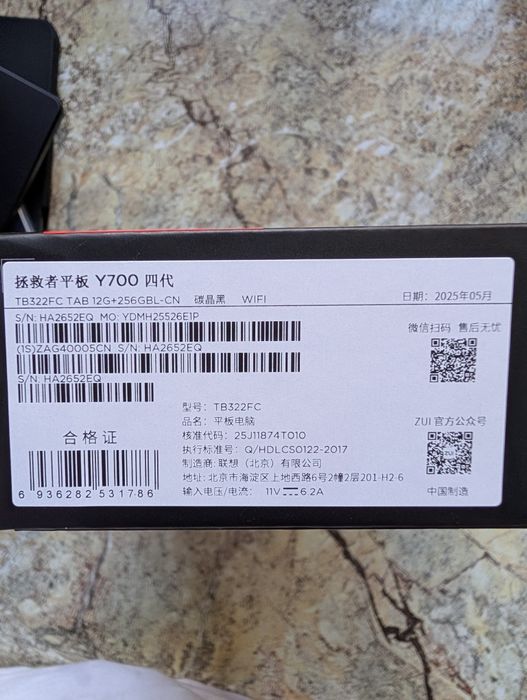 拯救者平板 Y700 四代
TB322FC TAB 12G+256GBL-CN 碳晶黑 WIFI
日期：2025年05月
S/N: HA2652EQ MO: YDMH25526E1P
(1S)ZAG40005CN S/N: HA2652EQ
S/N: HA2652EQ
微信扫码 售后无忧
合格证
6 936282 531786
型号： TB322FC
品名： 平板电脑
核准代码： 25J11874T010
执行标准号： Q/HDLCS0122-2017
制造商: 联想（北京）有限公司
地址: 北京市海淀区上地西路6号2幢2层201-H2-6
输入电压/电流： 11V⎓6.2A
ZUI 官方公众号
ZUI
中国制造